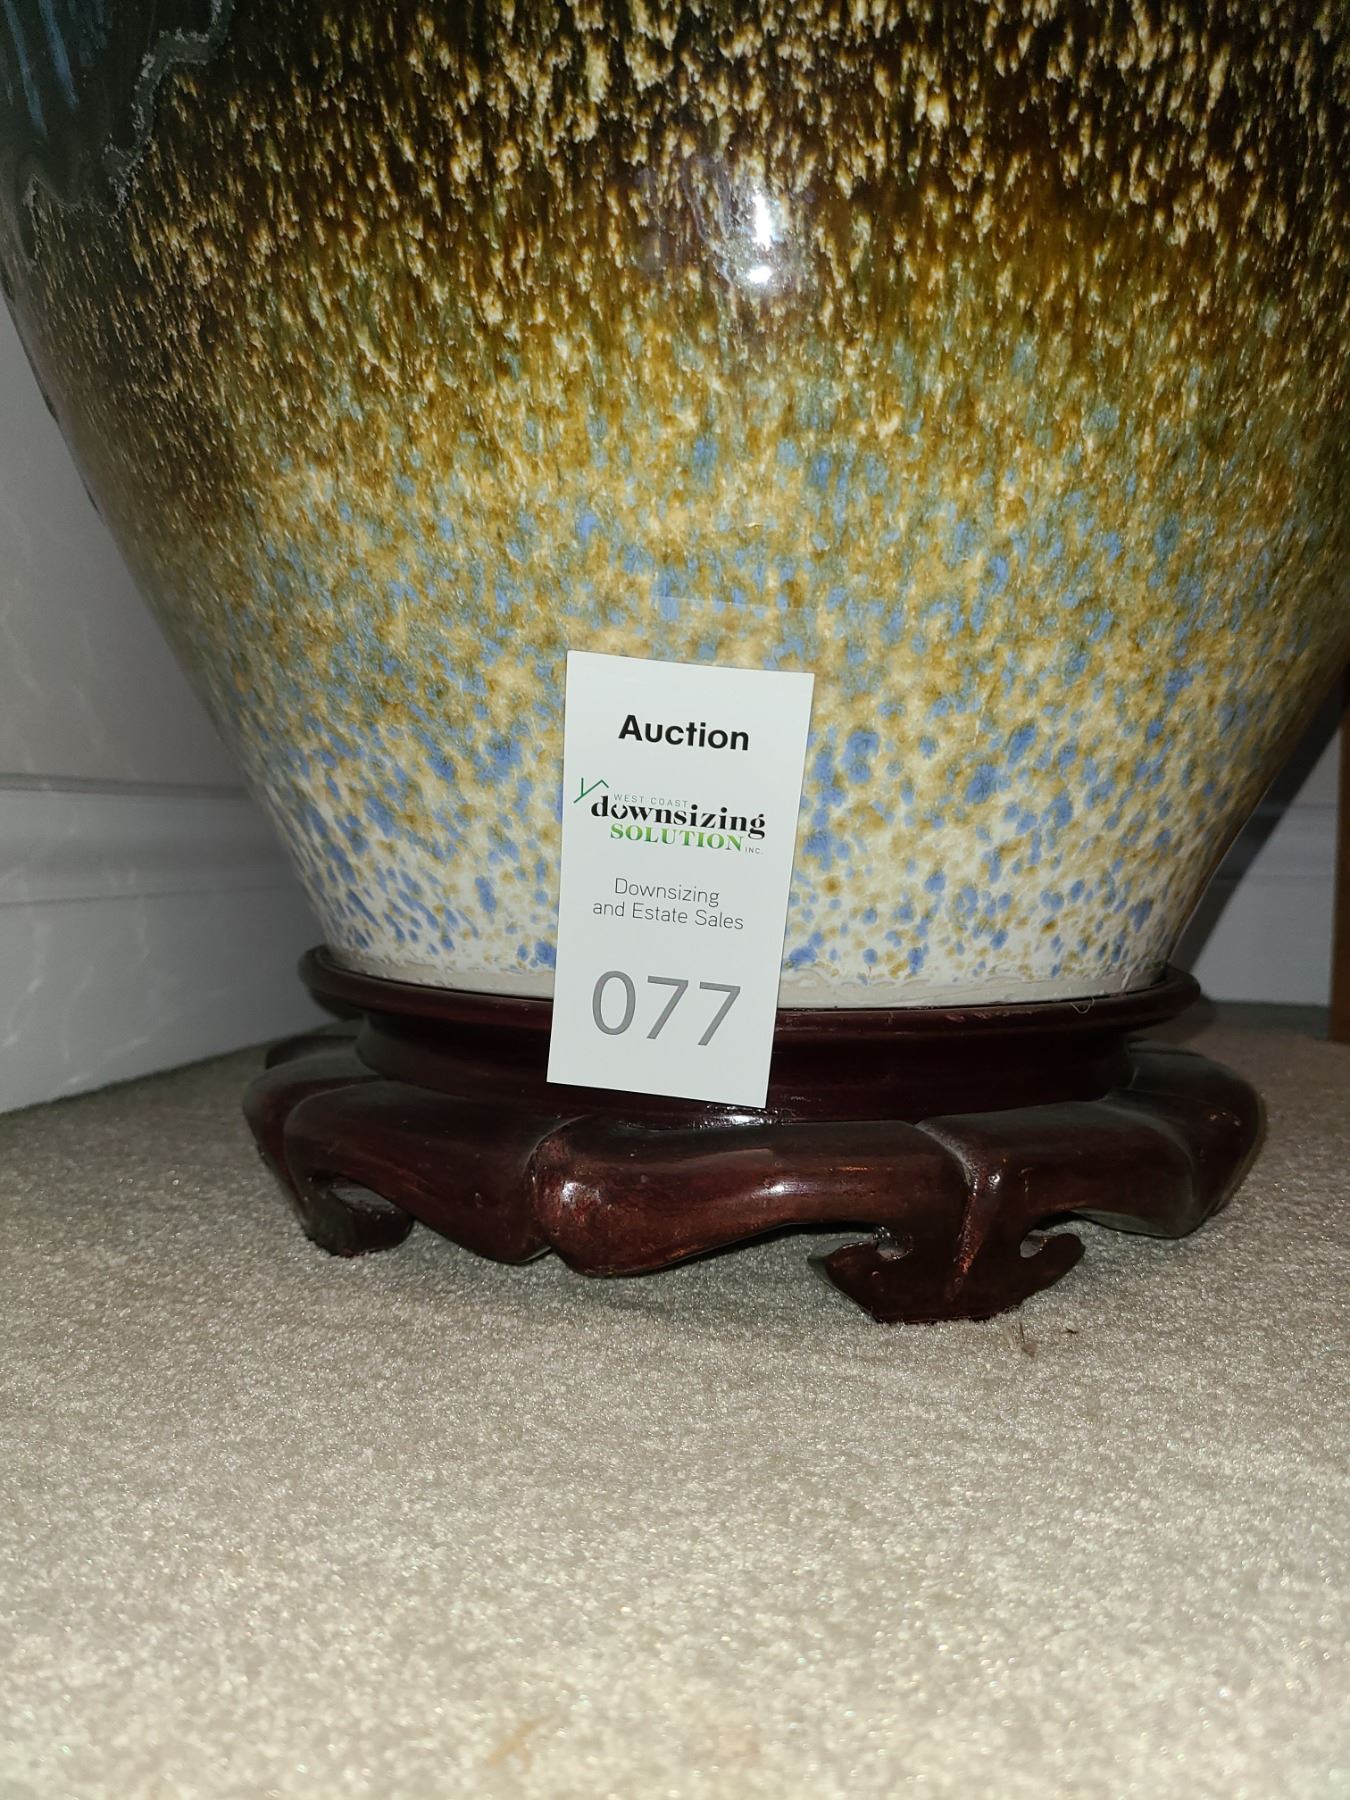 Auction
WEST COAST
downsizing
SOLUTION INC.
Downsizing
and Estate Sales
077